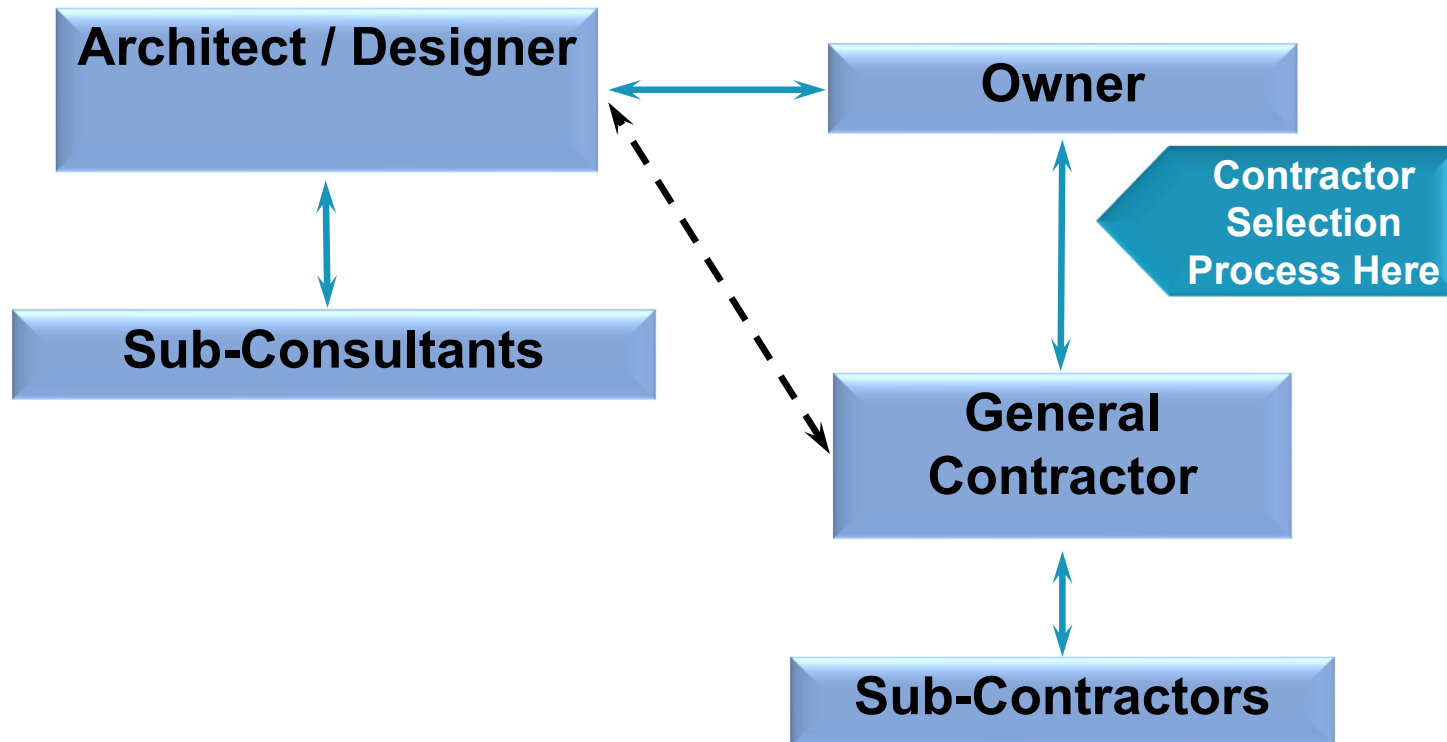 Architect / Designer
Owner
Contractor
Selection
Process Here
Sub-Consultants
General
Contractor
Sub-Contractors